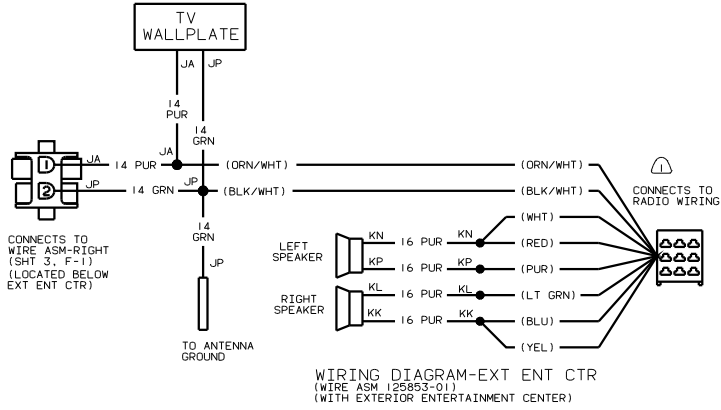 TV
WALLPLATE
JA
JP
14
PUR
14
GRN
JA
JP
1
JA
14 PUR
(ORN/WHT)
(ORN/WHT)
2
JP
14 GRN
(BLK/WHT)
(BLK/WHT)
1
CONNECTS TO
RADIO WIRING
14
GRN
JP
CONNECTS TO
WIRE ASM-RIGHT
(SHT 3, F-1)
(LOCATED BELOW
EXT ENT CTR)
(WHT)
LEFT
SPEAKER
KN
16 PUR
KN
(RED)
KP
16 PUR
KP
(PUR)
RIGHT
SPEAKER
KL
16 PUR
KL
(LT GRN)
KK
16 PUR
KK
(BLU)
(YEL)
TO ANTENNA
GROUND
WIRING DIAGRAM-EXT ENT CTR
(WIRE ASM 125853-01)
(WITH EXTERIOR ENTERTAINMENT CENTER)